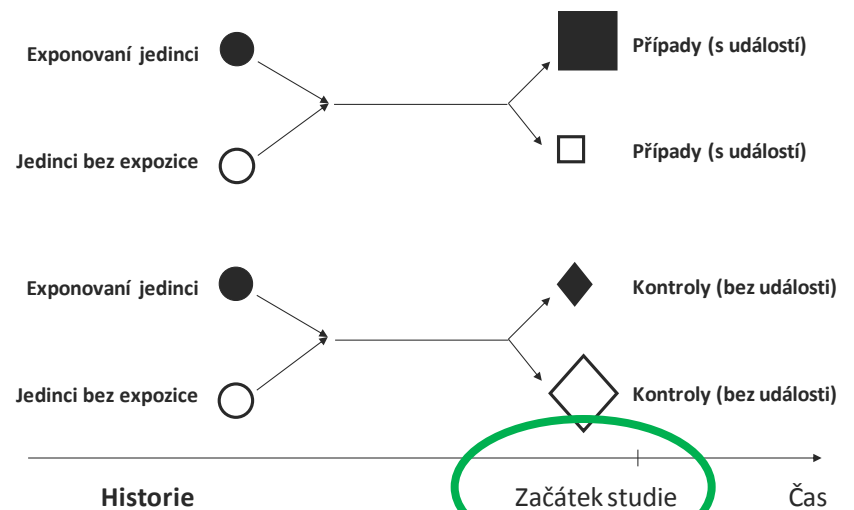 Exponovaní jedinci
Případy (s událostí)
Jedinci bez expozice
Případy (s událostí)
Exponovaní jedinci
Kontroly (bez události)
Jedinci bez expozice
Kontroly (bez události)
Historie
Začátek studie
Čas